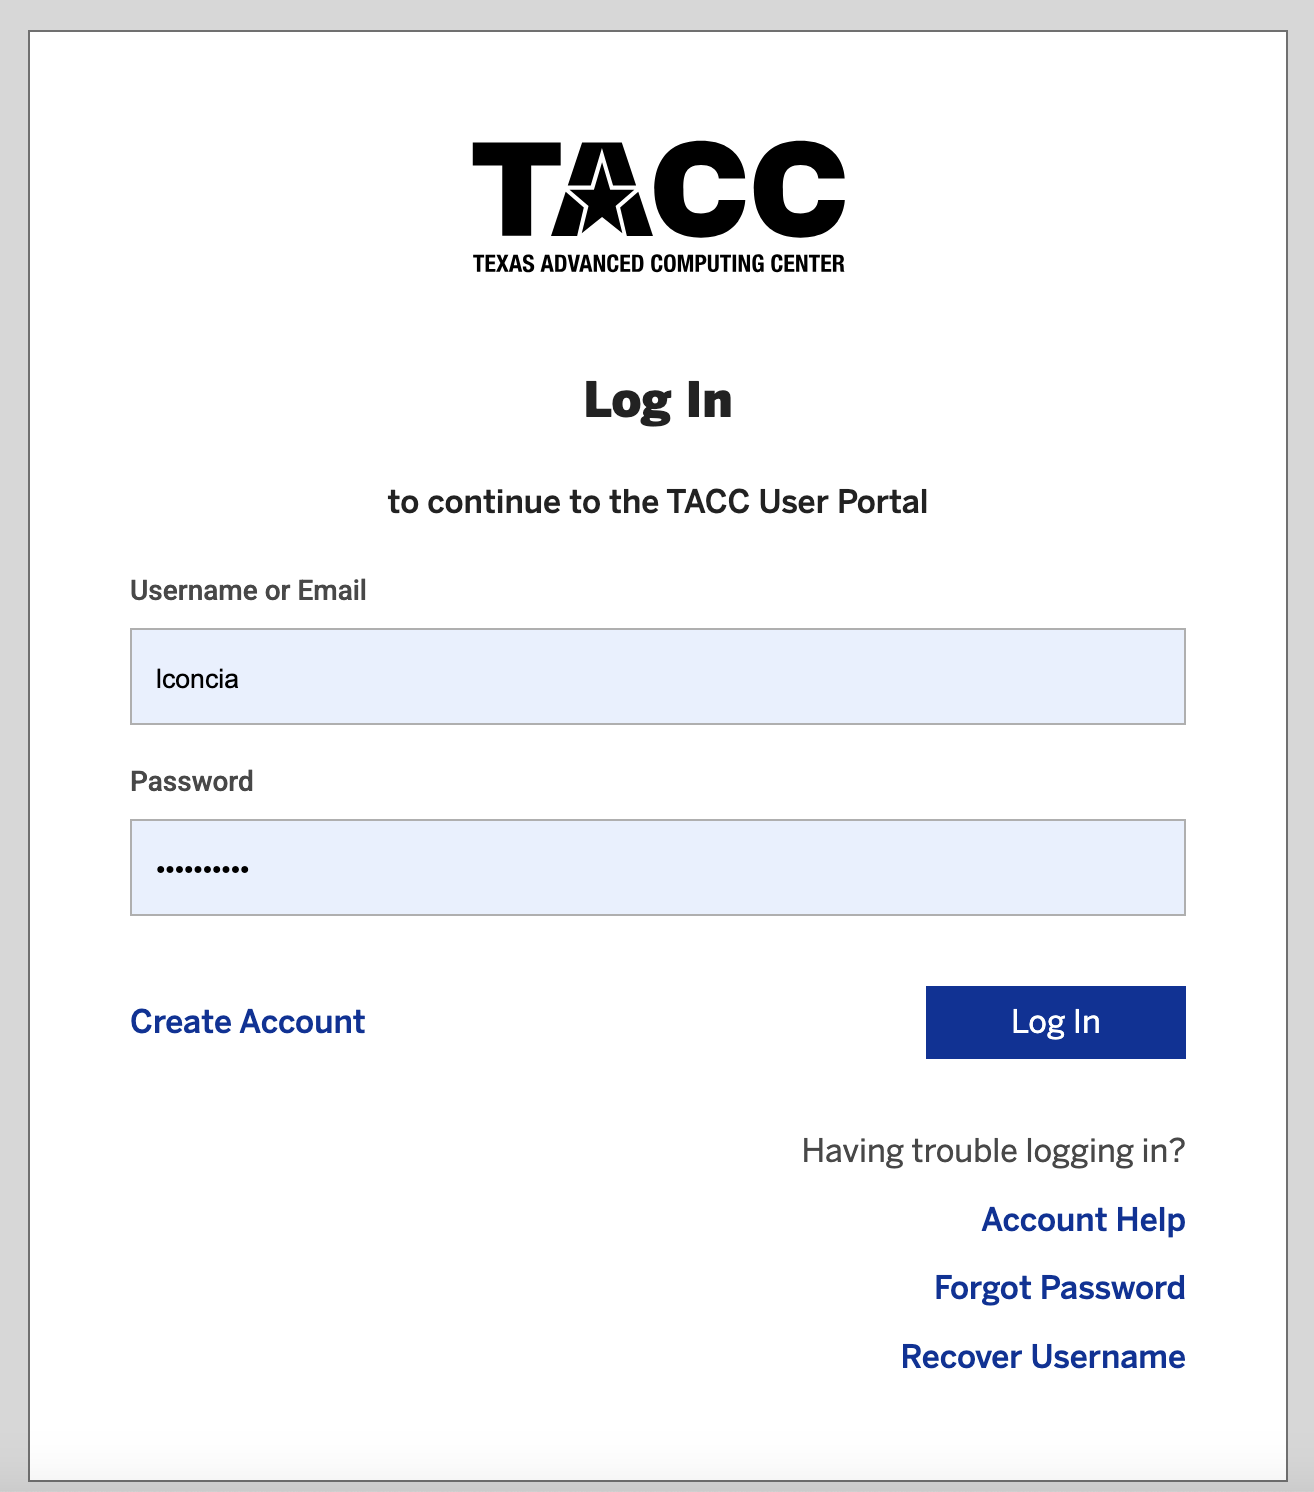 TACC
TEXAS ADVANCED COMPUTING CENTER
Log In
to continue to the TACC User Portal
Username or Email
lconcia
Password
••••••••••
Create Account
Log In
Having trouble logging in?
Account Help
Forgot Password
Recover Username